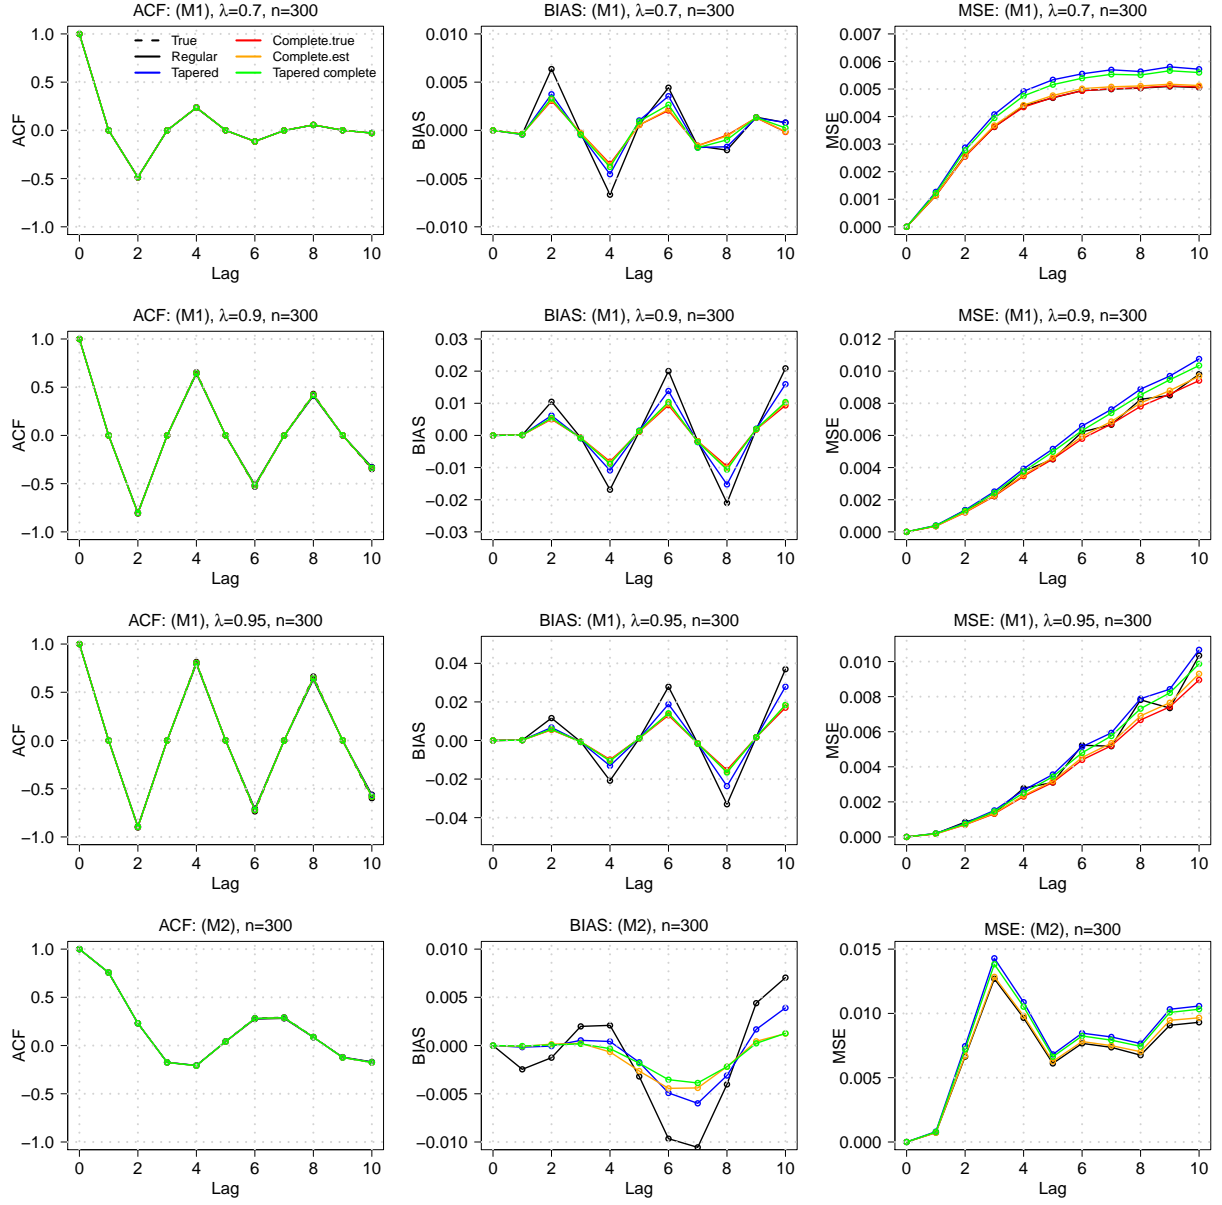 ACF: (M1), λ=0.7, n=300
BIAS: (M1), λ=0.7, n=300
MSE: (M1), λ=0.7, n=300
True
Regular
Tapered
Complete.true
Complete.est
Tapered complete
ACF
1.0
0.5
0.0
−0.5
−1.0
0 2 4 6 8 10
Lag
BIAS
0.010
0.005
0.000
−0.005
−0.010
0 2 4 6 8 10
Lag
MSE
0.007
0.006
0.005
0.004
0.003
0.002
0.001
0.000
0 2 4 6 8 10
Lag
ACF: (M1), λ=0.9, n=300
BIAS: (M1), λ=0.9, n=300
MSE: (M1), λ=0.9, n=300
ACF
1.0
0.5
0.0
−0.5
−1.0
0 2 4 6 8 10
Lag
BIAS
0.03
0.02
0.01
0.00
−0.01
−0.02
−0.03
0 2 4 6 8 10
Lag
MSE
0.012
0.010
0.008
0.006
0.004
0.002
0.000
0 2 4 6 8 10
Lag
ACF: (M1), λ=0.95, n=300
BIAS: (M1), λ=0.95, n=300
MSE: (M1), λ=0.95, n=300
ACF
1.0
0.5
0.0
−0.5
−1.0
0 2 4 6 8 10
Lag
BIAS
0.04
0.02
0.00
−0.02
−0.04
0 2 4 6 8 10
Lag
MSE
0.010
0.008
0.006
0.004
0.002
0.000
0 2 4 6 8 10
Lag
ACF: (M2), n=300
BIAS: (M2), n=300
MSE: (M2), n=300
ACF
1.0
0.5
0.0
−0.5
−1.0
0 2 4 6 8 10
Lag
BIAS
0.010
0.005
0.000
−0.005
−0.010
0 2 4 6 8 10
Lag
MSE
0.015
0.010
0.005
0.000
0 2 4 6 8 10
Lag